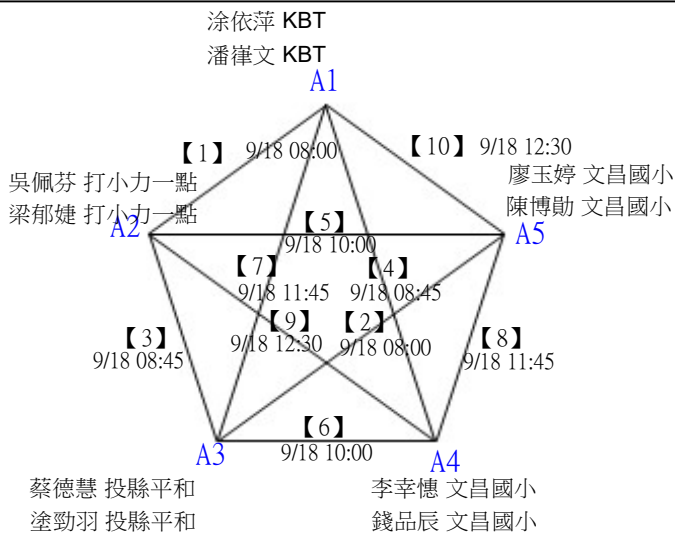 涂依萍 KBT
潘嵂文 KBT
A1
【1】 9/18 08:00
【10】 9/18 12:30
吳佩芬 打小力一點
梁郁婕 打小力一點
A2
廖玉婷 文昌國小
陳博勛 文昌國小
A5
【5】
9/18 10:00
【7】
9/18 11:45
【4】
9/18 08:45
【9】
9/18 12:30
【2】
9/18 08:00
【3】
9/18 08:45
【8】
9/18 11:45
【6】
9/18 10:00
A3
A4
蔡德慧 投縣平和
塗勁羽 投縣平和
李幸憓 文昌國小
錢品辰 文昌國小